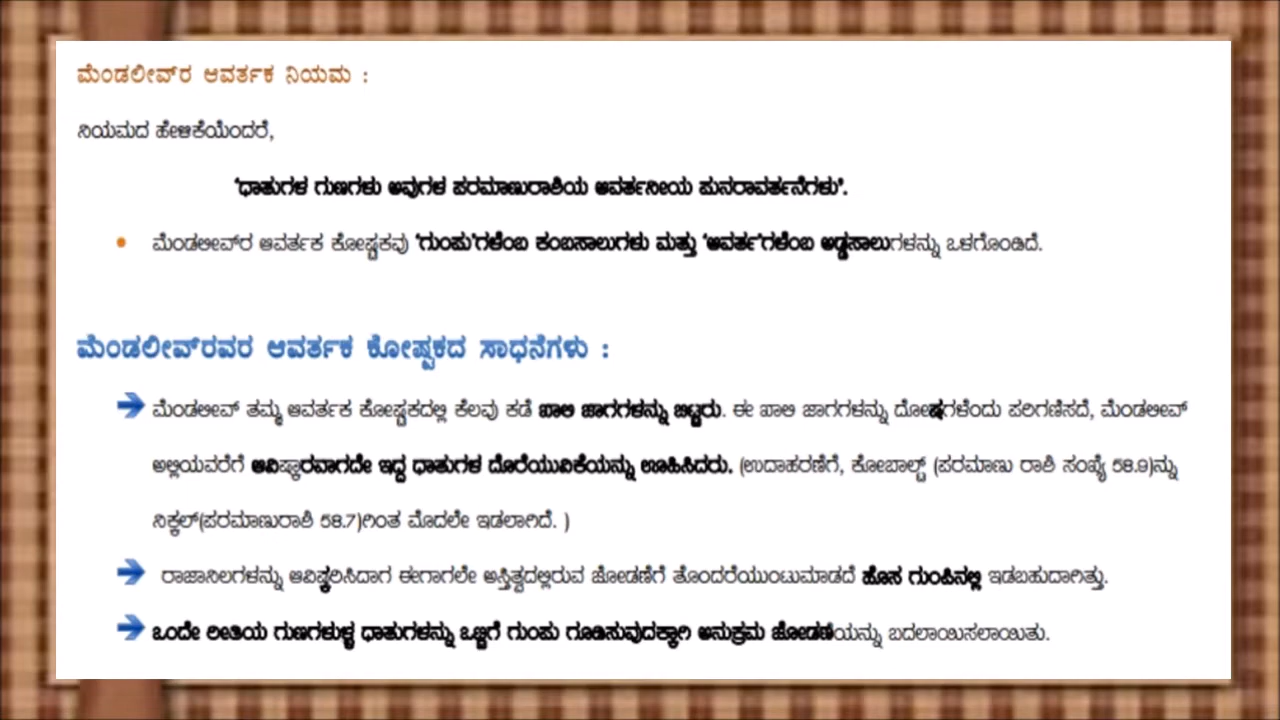 ಮೆಂಡಲೀವ್‌ರ ಆವರ್ತಕ ನಿಯಮ :
ನಿಯಮದ ಹೇಳಿಕೆಯೆಂದರೆ,
'ಧಾತುಗಳ ಗುಣಗಳು ಅವುಗಳ ಪರಮಾಣುರಾಶಿಯ ಆವರ್ತನೀಯ ಪುನರಾವರ್ತನೆಗಳು'.
• ಮೆಂಡಲೀವ್‌ರ ಆವರ್ತಕ ಕೋಷ್ಟಕವು 'ಗುಂಪು'ಗಳೆಂಬ ಕಂಬಸಾಲುಗಳು ಮತ್ತು 'ಆವರ್ತ'ಗಳೆಂಬ ಅಡ್ಡಸಾಲುಗಳನ್ನು ಒಳಗೊಂಡಿದೆ.
ಮೆಂಡಲೀವ್‌ರವರ ಆವರ್ತಕ ಕೋಷ್ಟಕದ ಸಾಧನೆಗಳು :
ಮೆಂಡಲೀವ್ ತಮ್ಮ ಆವರ್ತಕ ಕೋಷ್ಟಕದಲ್ಲಿ ಕೆಲವು ಕಡೆ ಖಾಲಿ ಜಾಗಗಳನ್ನು ಬಿಟ್ಟರು. ಈ ಖಾಲಿ ಜಾಗಗಳನ್ನು ದೋಷಗಳೆಂದು ಪರಿಗಣಿಸದೆ, ಮೆಂಡಲೀವ್
ಅಲ್ಲಿಯವರೆಗೆ ಆವಿಷ್ಕಾರವಾಗದೇ ಇದ್ದ ಧಾತುಗಳ ದೊರೆಯುವಿಕೆಯನ್ನು ಊಹಿಸಿದರು. (ಉದಾಹರಣೆಗೆ, ಕೋಬಾಲ್ಟ್ (ಪರಮಾಣು ರಾಶಿ ಸಂಖ್ಯೆ 58.9)ನ್ನು
ನಿಕ್ಕಲ್(ಪರಮಾಣುರಾಶಿ 58.7)ಗಿಂತ ಮೊದಲೇ ಇಡಲಾಗಿದೆ. )
ರಾಜಾನಿಲಗಳನ್ನು ಆವಿಷ್ಕರಿಸಿದಾಗ ಈಗಾಗಲೇ ಅಸ್ತಿತ್ವದಲ್ಲಿರುವ ಜೋಡಣೆಗೆ ತೊಂದರೆಯುಂಟುಮಾಡದೆ ಹೊಸ ಗುಂಪಿನಲ್ಲಿ ಇಡಬಹುದಾಗಿತ್ತು.
ಒಂದೇ ರೀತಿಯ ಗುಣಗಳುಳ್ಳ ಧಾತುಗಳನ್ನು ಒಟ್ಟಿಗೆ ಗುಂಪು ಗೂಡಿಸುವುದಕ್ಕಾಗಿ ಅನುಕ್ರಮ ಜೋಡಣೆಯನ್ನು ಬದಲಾಯಿಸಲಾಯಿತು.